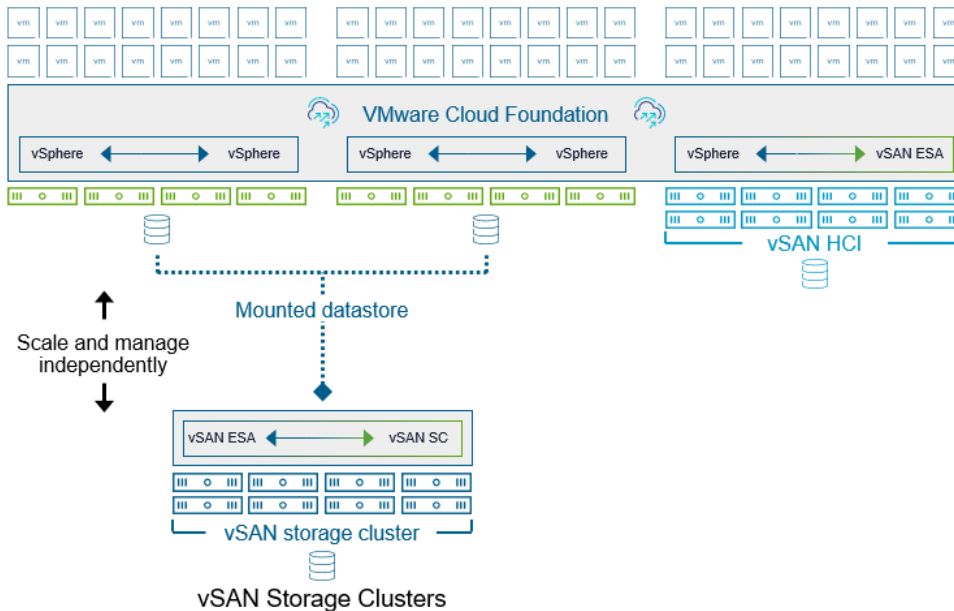 vm vm vm vm vm vm vm vm vm vm vm vm vm vm vm vm vm vm vm vm vm vm vm vm
vm vm vm vm vm vm vm vm vm vm vm vm vm vm vm vm vm vm vm vm vm vm vm vm
VMware Cloud Foundation
vSphere vSphere vSphere vSphere vSphere vSAN ESA
vSAN HCI
Mounted datastore
Scale and manage
independently
vSAN ESA vSAN SC
vSAN storage cluster
vSAN Storage Clusters